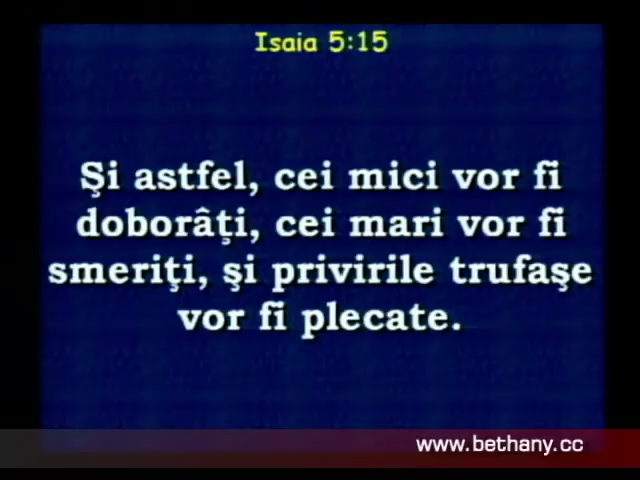 Isaia 5:15
Şi astfel, cei mici vor fi
doborâţi, cei mari vor fi
smeriţi, şi privirile trufaşe
vor fi plecate.
www.bethany.cc